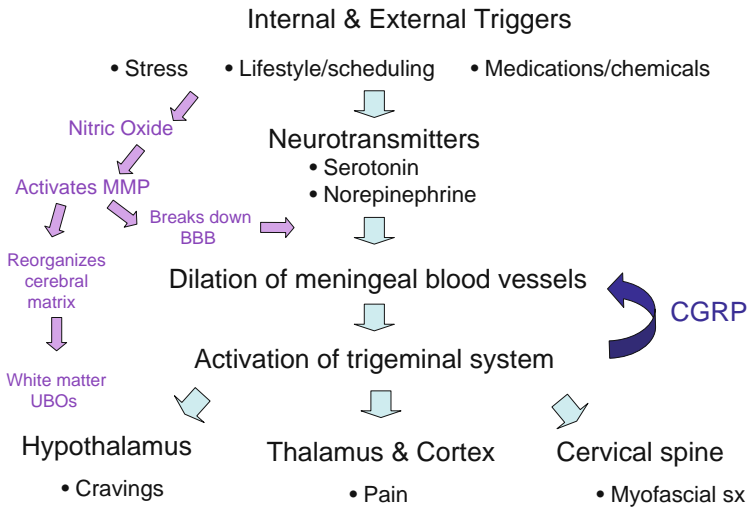 Internal & External Triggers
• Stress • Lifestyle/scheduling • Medications/chemicals
Nitric Oxide
Neurotransmitters
• Serotonin
• Norepinephrine
Activates MMP
Breaks down
BBB
Reorganizes
cerebral
matrix
Dilation of meningeal blood vessels
CGRP
Activation of trigeminal system
White matter
UBOs
Hypothalamus
• Cravings
Thalamus & Cortex
• Pain
Cervical spine
• Myofascial sx